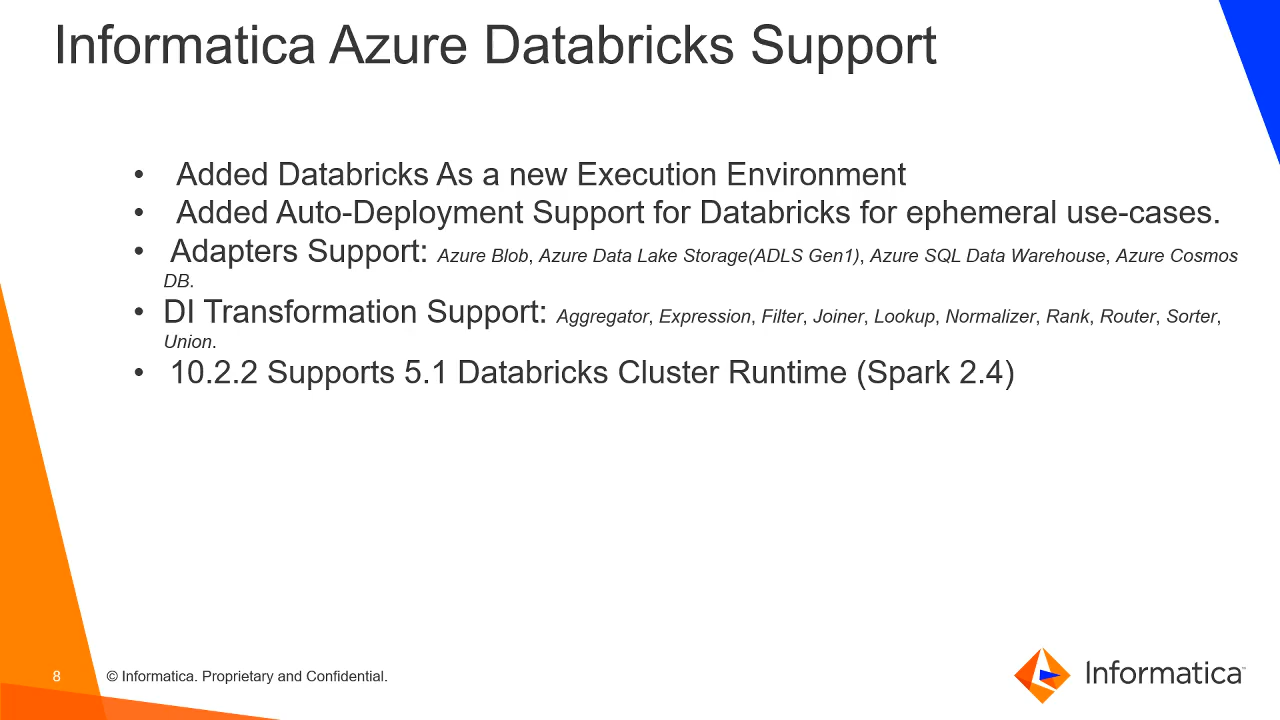 Informatica Azure Databricks Support
• Added Databricks As a new Execution Environment
• Added Auto-Deployment Support for Databricks for ephemeral use-cases.
• Adapters Support: Azure Blob, Azure Data Lake Storage(ADLS Gen1), Azure SQL Data Warehouse, Azure Cosmos
DB.
• DI Transformation Support: Aggregator, Expression, Filter, Joiner, Lookup, Normalizer, Rank, Router, Sorter,
Union.
• 10.2.2 Supports 5.1 Databricks Cluster Runtime (Spark 2.4)
8 © Informatica. Proprietary and Confidential.
Informatica™